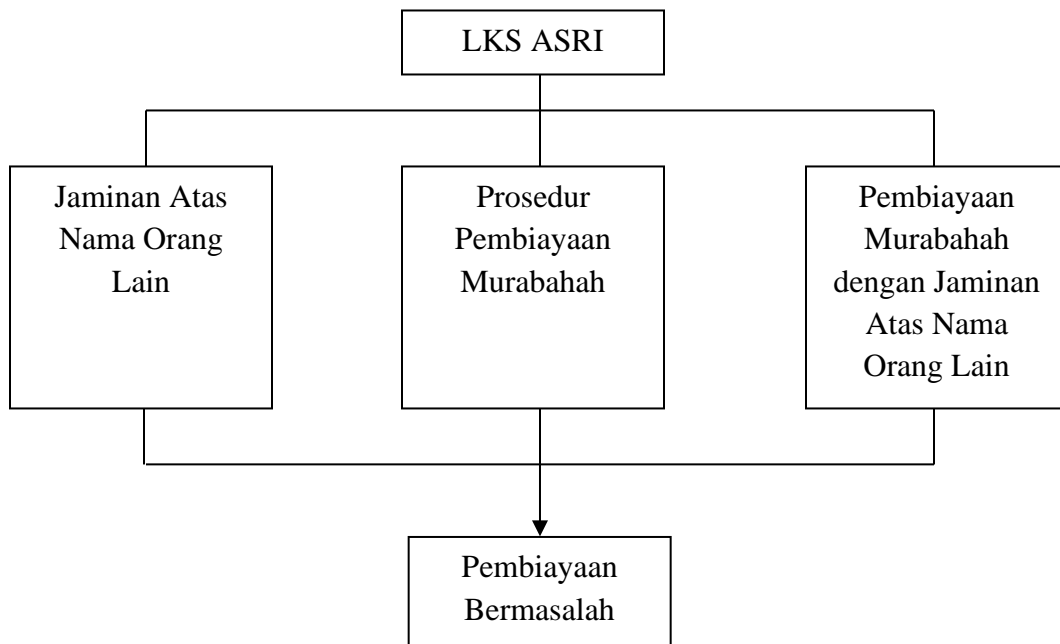 LKS ASRI
Jaminan Atas
Nama Orang
Lain
Prosedur
Pembiayaan
Murabahah
Pembiayaan
Murabahah
dengan Jaminan
Atas Nama
Orang Lain
Pembiayaan
Bermasalah